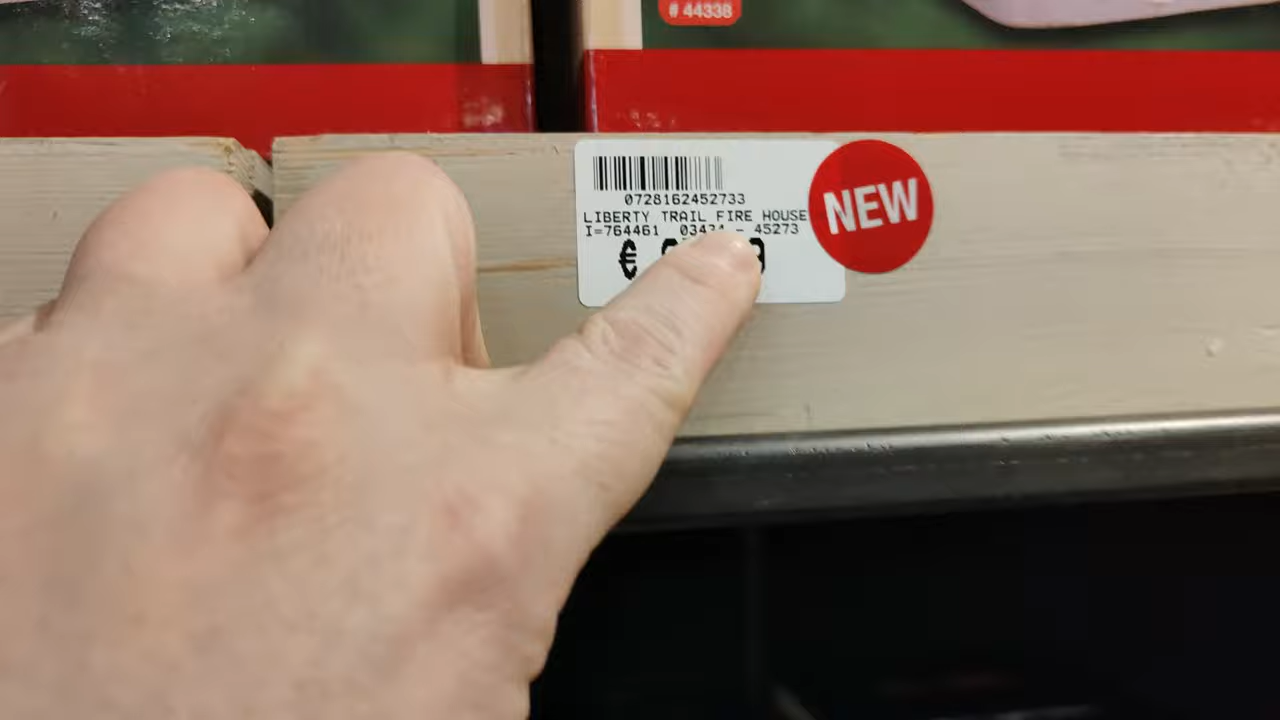 # 44338
0728162452733
LIBERTY TRAIL FIRE HOUSE
I=764461 - 45273
€
NEW